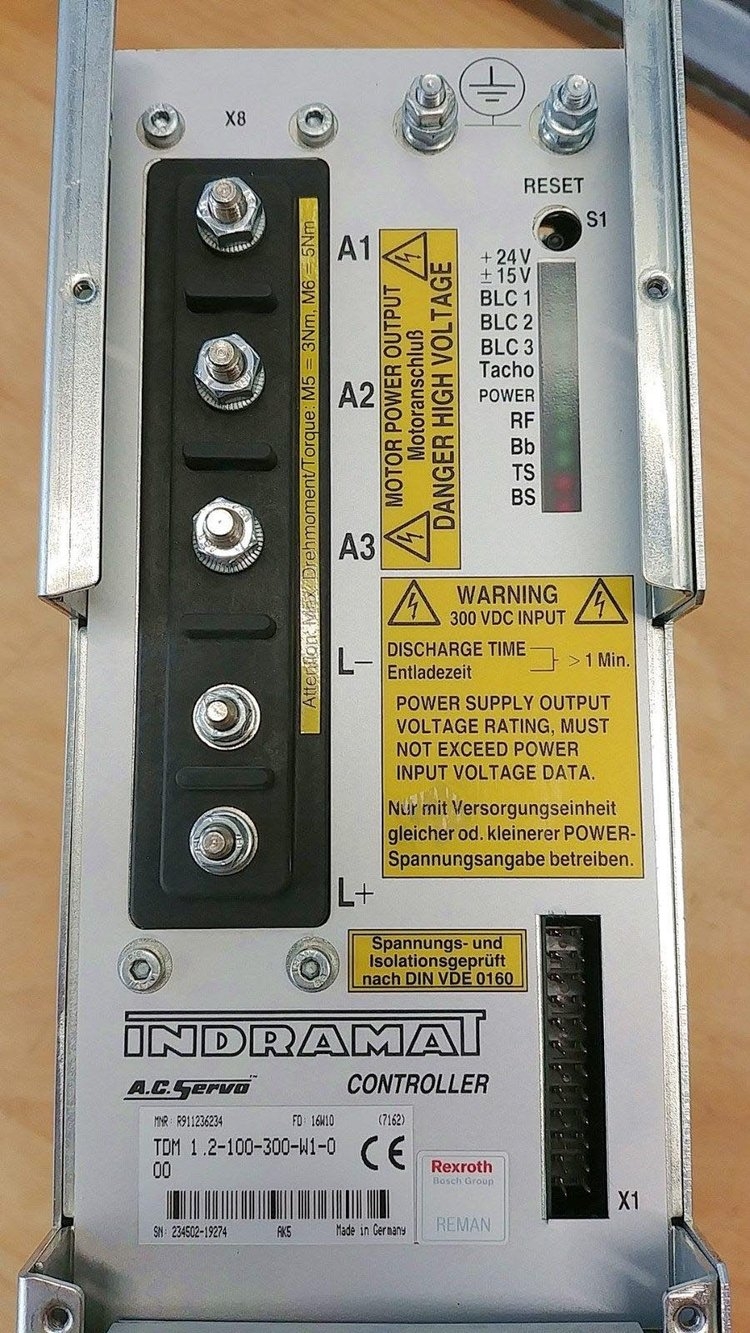 X8
RESET
S1
+ 24V
± 15V
BLC 1
BLC 2
BLC 3
Tacho
POWER
RF
Bb
TS
BS
A1
A2
A3
L−
L+
Attention: Max. Drehmoment/Torque: M5 = 3Nm, M6 = 5Nm
MOTOR POWER OUTPUT
Motoranschluß
DANGER HIGH VOLTAGE
WARNING
300 VDC INPUT
DISCHARGE TIME
Entladezeit
> 1 Min.
POWER SUPPLY OUTPUT
VOLTAGE RATING, MUST
NOT EXCEED POWER
INPUT VOLTAGE DATA.
Nur mit Versorgungseinheit
gleicher od. kleinerer POWER-
Spannungsangabe betreiben.
Spannungs- und
Isolationsgeprüft
nach DIN VDE 0160
INDRAMAT
A.C. Servo™ CONTROLLER
MNR: R911236234 FD: 16W10 (7162)
TDM 1.2-100-300-W1-0
00
CE
SN: 234502-19274 AK5 Made in Germany
Rexroth
Bosch Group
REMAN
X1